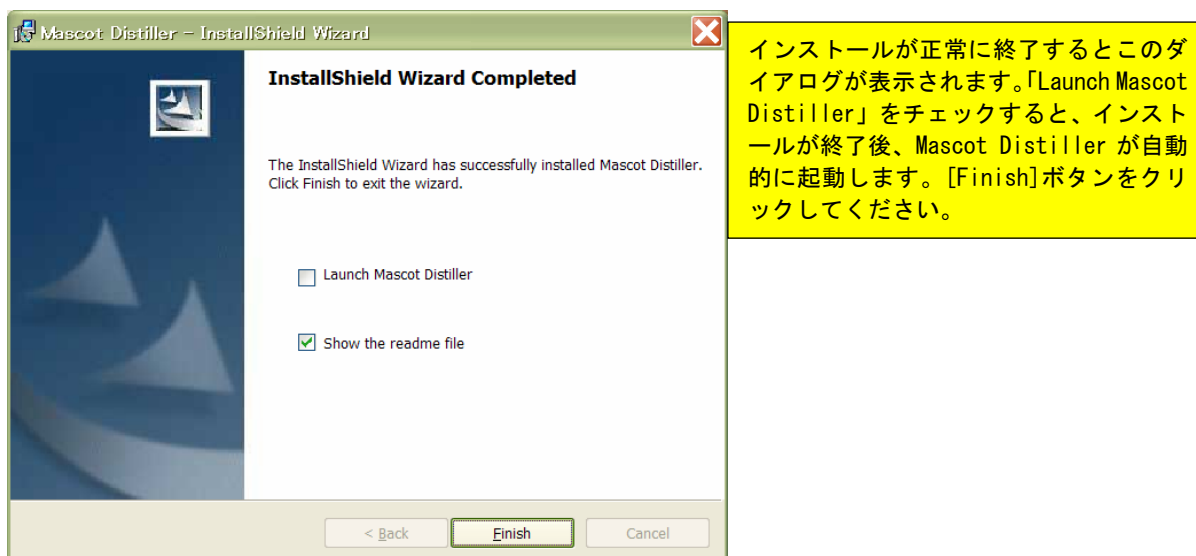 Mascot Distiller - InstallShield Wizard
InstallShield Wizard Completed
The InstallShield Wizard has successfully installed Mascot Distiller.
Click Finish to exit the wizard.
Launch Mascot Distiller
Show the readme file
< Back
Finish
Cancel
インストールが正常に終了するとこのダ
イアログが表示されます。「Launch Mascot
Distiller」をチェックすると、インスト
ールが終了後、Mascot Distiller が自動
的に起動します。[Finish]ボタンをクリ
ックしてください。